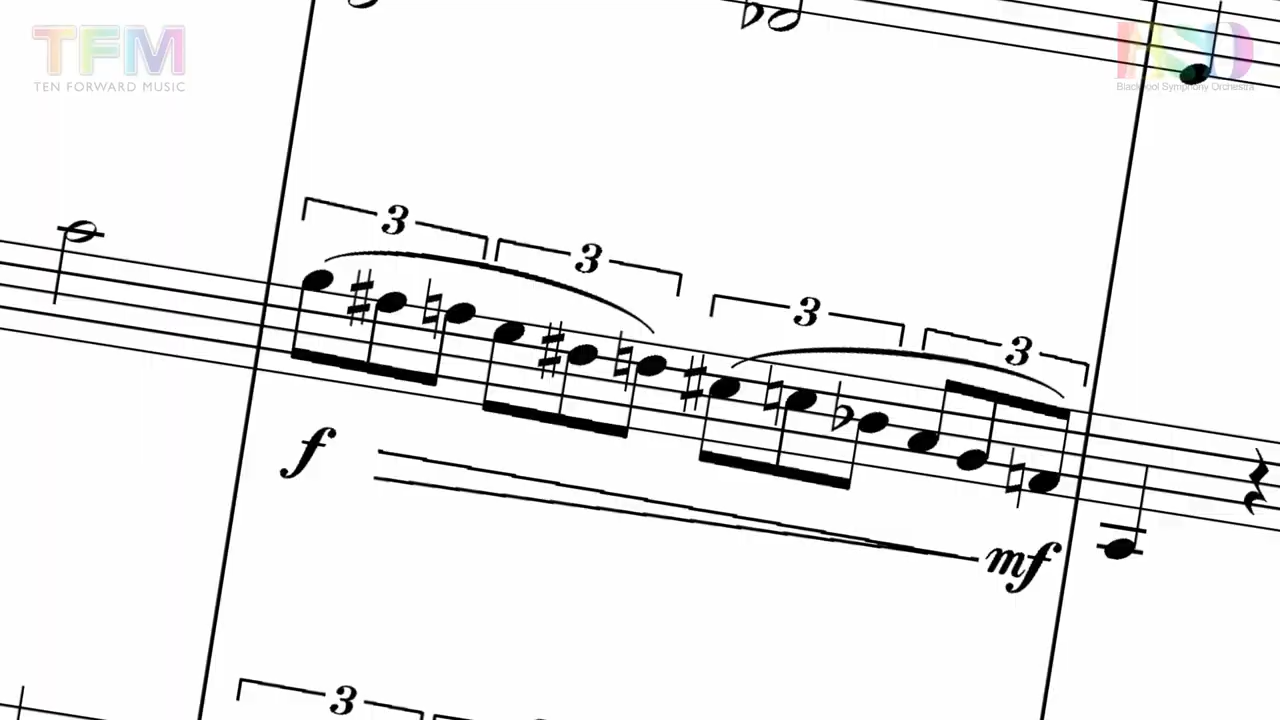 TFM
TEN FORWARD MUSIC
BSO
Blackpool Symphony Orchestra
3
3
3
3
f
mf
3